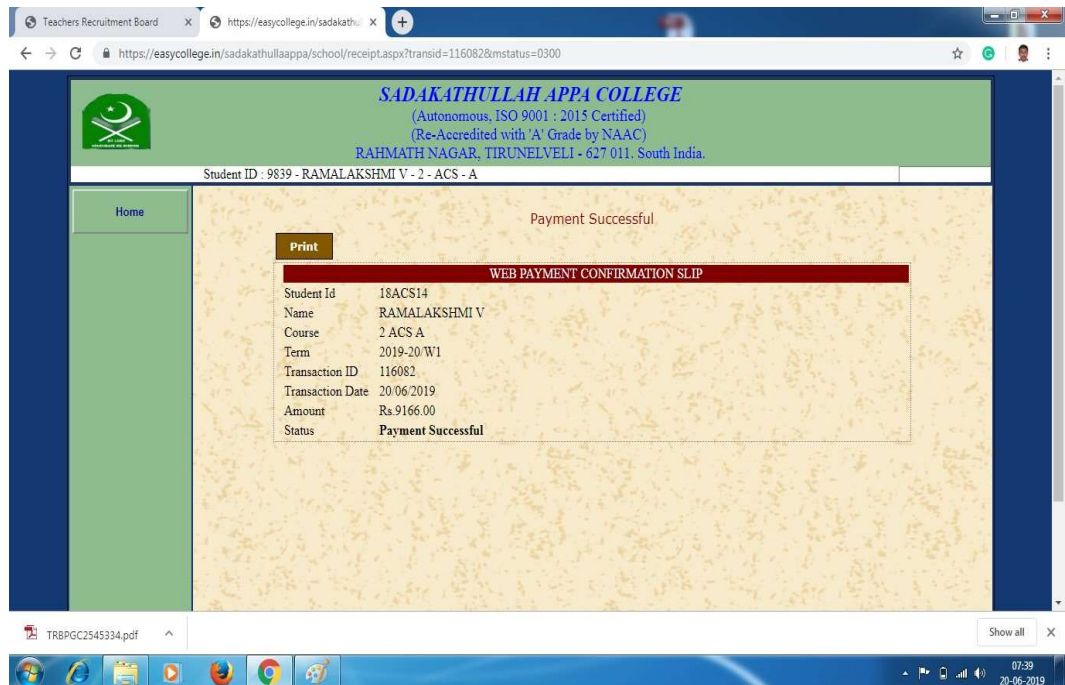 Teachers Recruitment Board
https://easycollege.in/sadakathu
https://easycollege.in/sadakathullaappa/school/receipt.aspx?transid=116082&mstatus=0300
SADAKATHULLAH APPA COLLEGE
(Autonomous, ISO 9001 : 2015 Certified)
(Re-Accredited with 'A' Grade by NAAC)
RAHMATH NAGAR, TIRUNELVELI - 627 011. South India.
Student ID : 9839 - RAMALAKSHMI V - 2 - ACS - A
Home
Payment Successful
Print
WEB PAYMENT CONFIRMATION SLIP
Student Id 18ACS14
Name RAMALAKSHMI V
Course 2 ACS A
Term 2019-20/W1
Transaction ID 116082
Transaction Date 20/06/2019
Amount Rs.9166.00
Status Payment Successful
TRBPGC2545334.pdf
Show all
07:39
20-06-2019